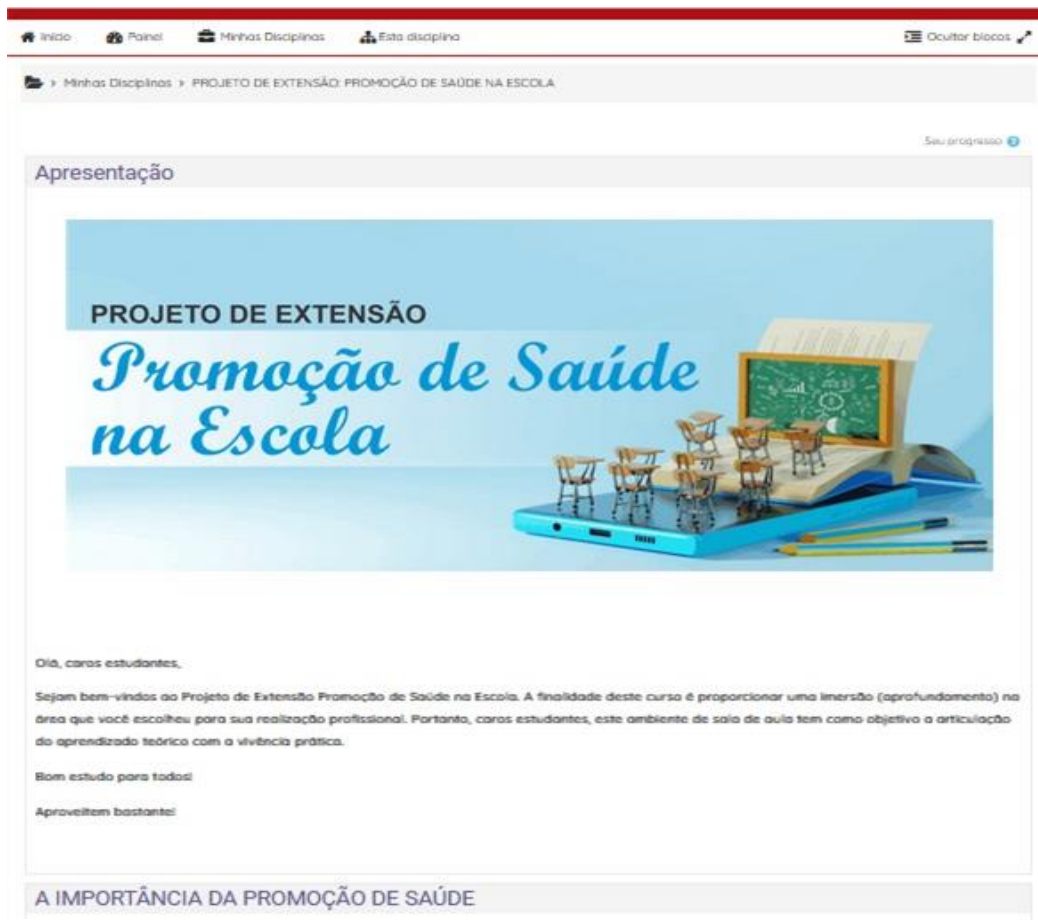 Início Painel Minhas Disciplinas Esta disciplina Ocultar blocos
Minhas Disciplinas PROJETO DE EXTENSÃO: PROMOÇÃO DE SAÚDE NA ESCOLA
Seu progresso
Apresentação
PROJETO DE EXTENSÃO
Promoção de Saúde
na Escola
Olá, caros estudantes,
Sejam bem-vindos ao Projeto de Extensão Promoção de Saúde na Escola. A finalidade deste curso é proporcionar uma imersão (aprofundamento) na
área que você escolheu para sua realização profissional. Portanto, caros estudantes, este ambiente de sala de aula tem como objetivo a articulação
do aprendizado teórico com a vivência prática.
Bom estudo para todos!
Aproveitem bastante!
A IMPORTÂNCIA DA PROMOÇÃO DE SAÚDE